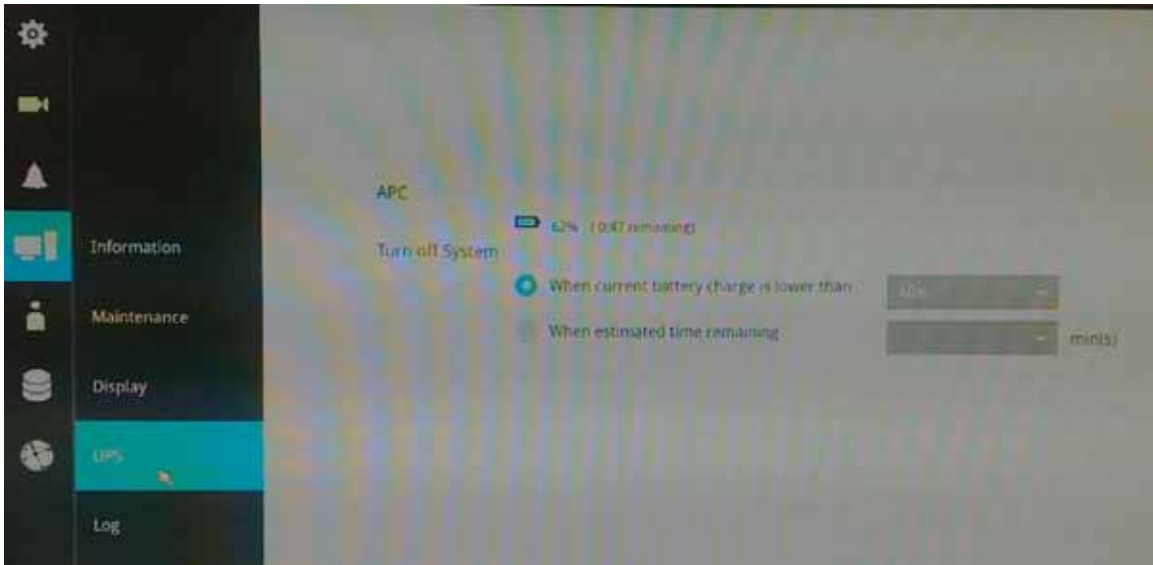 APC
62% (0:47 remaining)
Turn off System
When current battery charge is lower than
When estimated time remaining
min(s)
Information
Maintenance
Display
UPS
Log